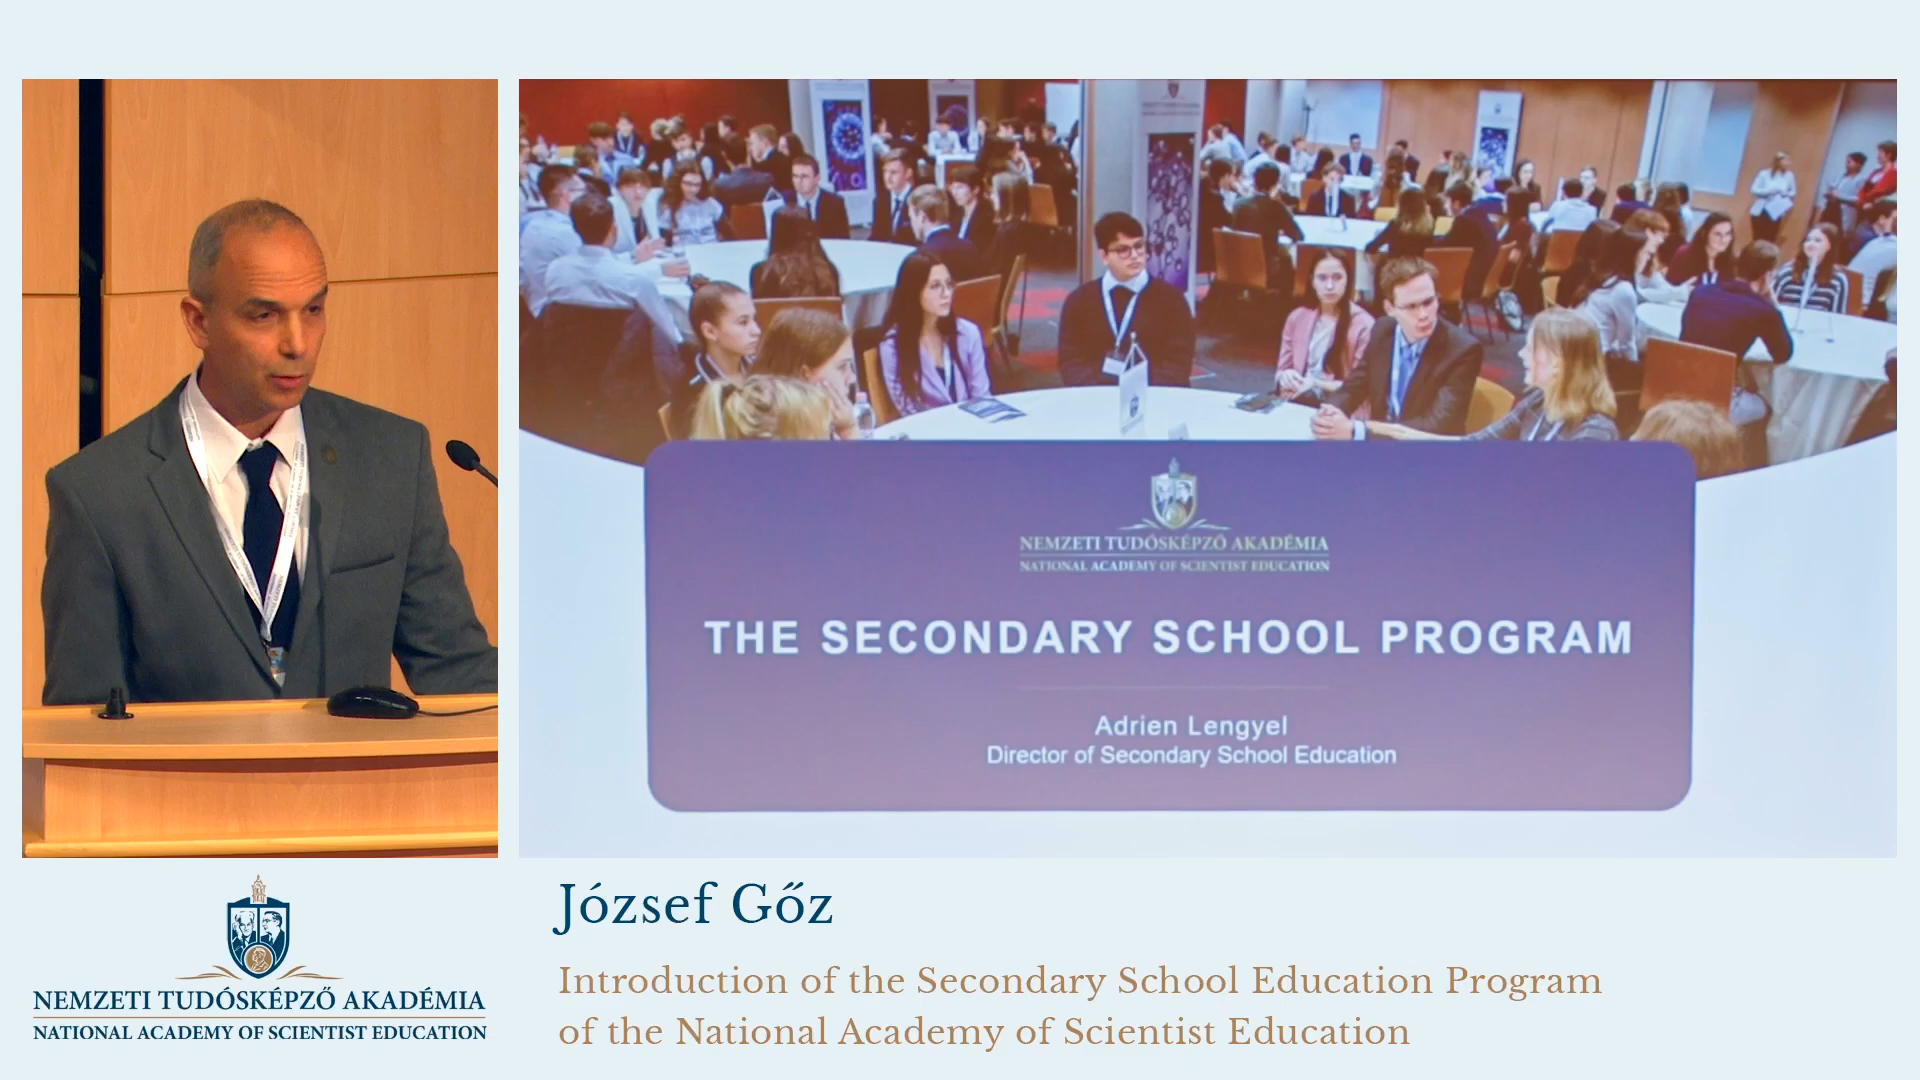 NEMZETI TUDÓSKÉPZŐ AKADÉMIA
NATIONAL ACADEMY OF SCIENTIST EDUCATION
THE SECONDARY SCHOOL PROGRAM
Adrien Lengyel
Director of Secondary School Education
József Gőz
Introduction of the Secondary School Education Program
of the National Academy of Scientist Education
NEMZETI TUDÓSKÉPZŐ AKADÉMIA
NATIONAL ACADEMY OF SCIENTIST EDUCATION